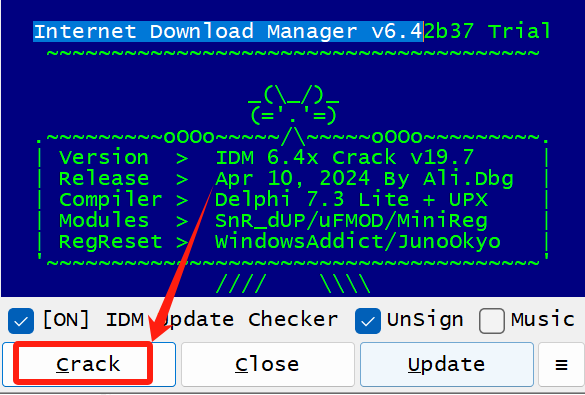 Internet Download Manager v6.42b37 Trial
~~~~~~~~~~~~~~~~~~~~~~~~~~~~~~~~~~~~~~
_(\_/)_
(='.'=)
.~~~~~~~~~oOOo~~~~~/\~~~~~oOOo~~~~~~~~~.
| Version > IDM 6.4x Crack v19.7 |
| Release > Apr 10, 2024 By Ali.Dbg |
| Compiler > Delphi 7.3 Lite + UPX |
| Modules > SnR_dUP/uFMOD/MiniReg |
| RegReset > WindowsAddict/JunoOkyo |
'~~~~~~~~~~~~~~~~~~~~~~~~~~~~~~~~~~~~~~'
//// \\\\
[ON] IDM Update Checker UnSign Music
Crack Close Update ≡